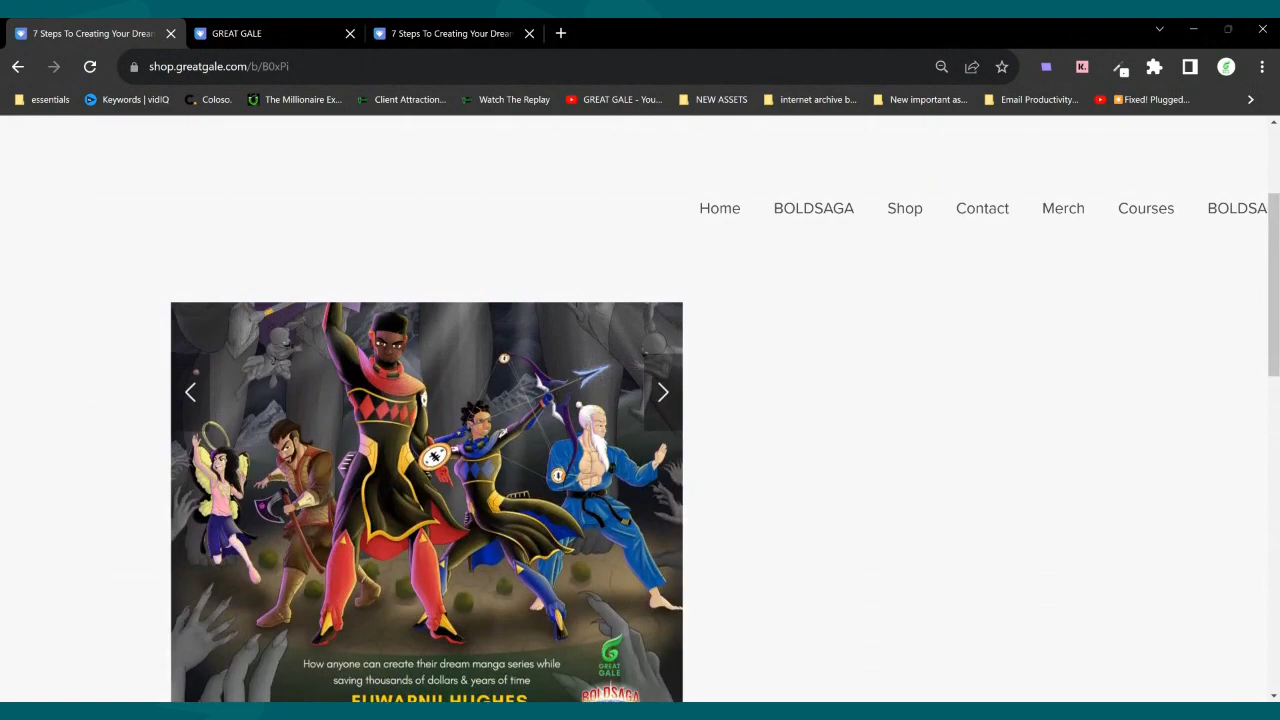 7 Steps To Creating Your Drear
GREAT GALE
7 Steps To Creating Your Drear
shop.greatgale.com/b/B0xPi
K.
essentials
Keywords | vidIQ
Coloso.
The Millionaire Ex...
Client Attraction...
Watch The Replay
GREAT GALE - You...
NEW ASSETS
internet archive b...
New important as...
Email Productivity...
Fixed! Plugged...
Home
BOLDSAGA
Shop
Contact
Merch
Courses
BOLDSA
How anyone can create their dream manga series while
saving thousands of dollars & years of time
GREAT
GALE
BOLDSAGA
HUGHES